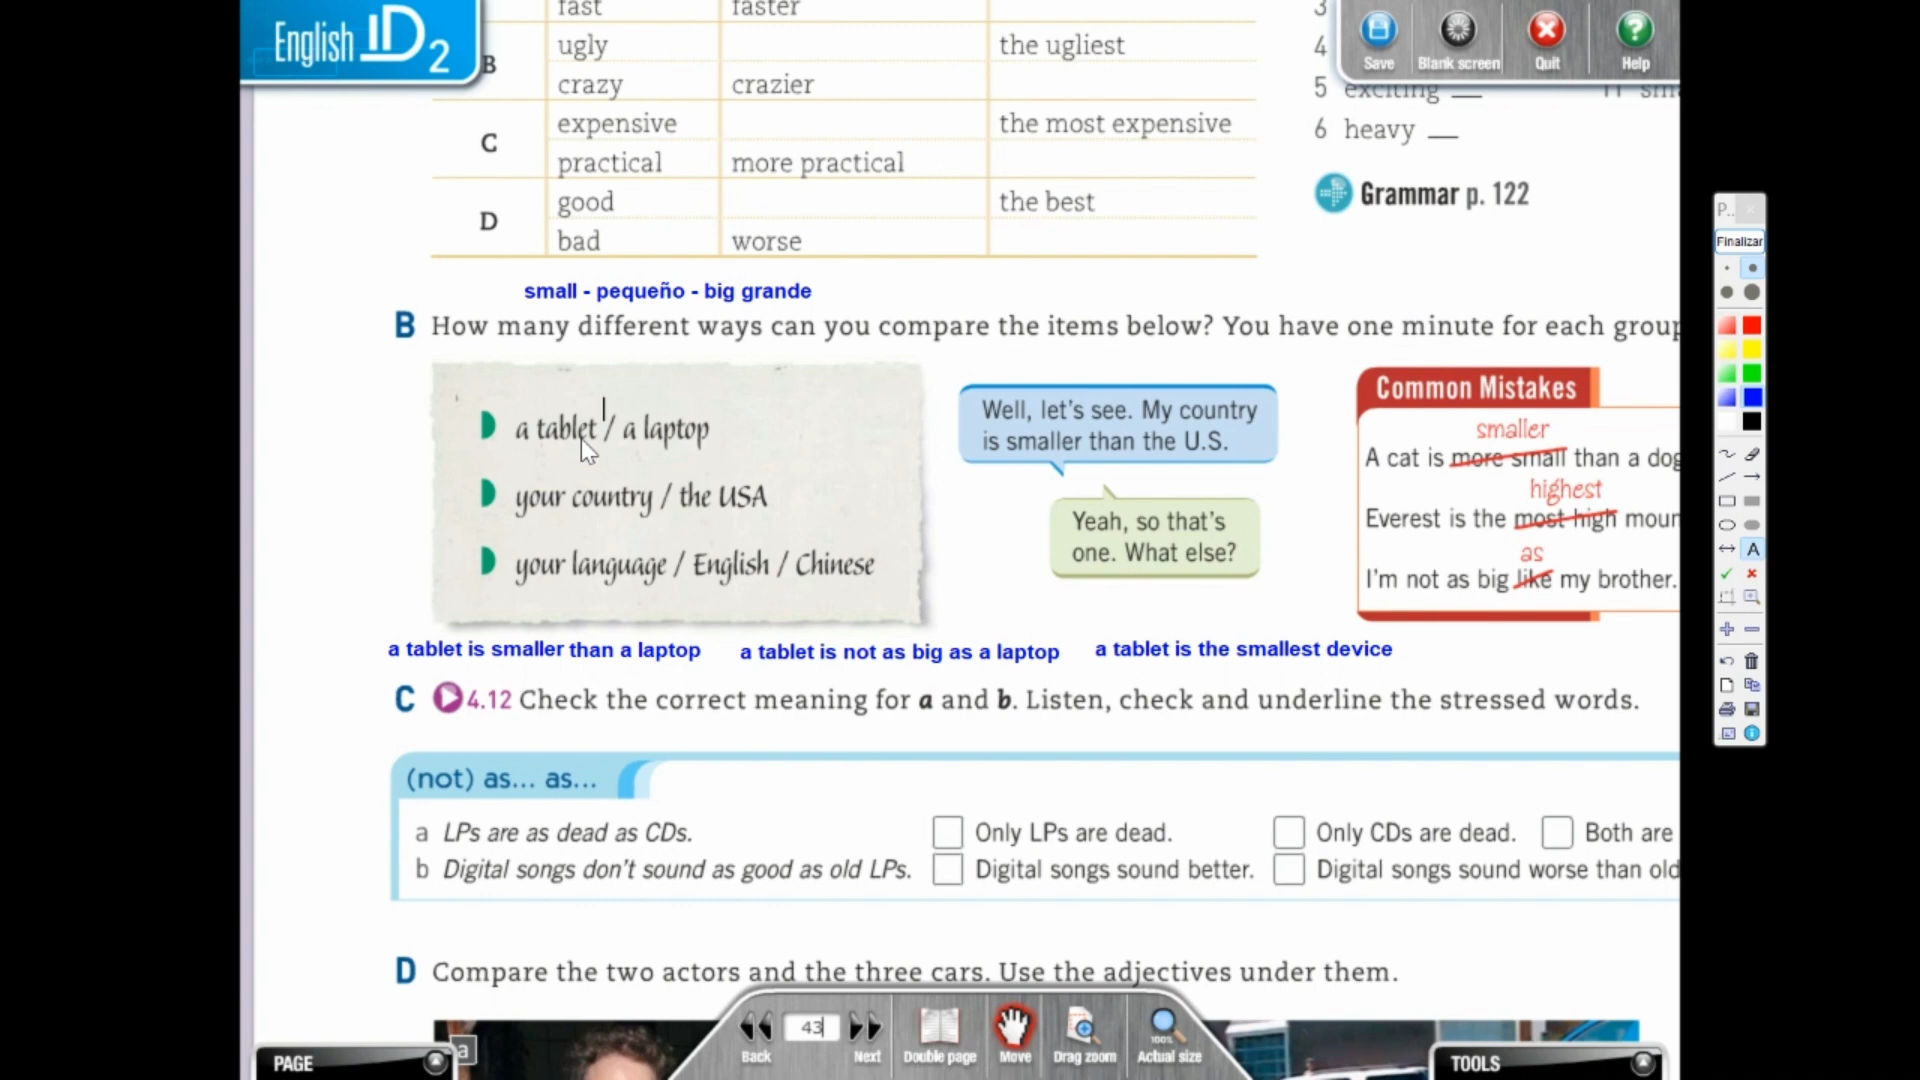 English ID 2
fast faster
B ugly the ugliest
crazy crazier
C expensive the most expensive
practical more practical
D good the best
bad worse
3
4
5 exciting __
6 heavy __
Grammar p. 122
Save Blank screen Quit Help
P..
Finalizar
small - pequeño - big grande
B How many different ways can you compare the items below? You have one minute for each group
a tablet / a laptop
your country / the USA
your language / English / Chinese
Well, let's see. My country
is smaller than the U.S.
Yeah, so that's
one. What else?
Common Mistakes
smaller
A cat is more small than a dog
highest
Everest is the most high moun
as
I'm not as big like my brother.
a tablet is smaller than a laptop a tablet is not as big as a laptop a tablet is the smallest device
C 4.12 Check the correct meaning for a and b. Listen, check and underline the stressed words.
(not) as... as...
a LPs are as dead as CDs. Only LPs are dead. Only CDs are dead. Both are
b Digital songs don't sound as good as old LPs. Digital songs sound better. Digital songs sound worse than old
D Compare the two actors and the three cars. Use the adjectives under them.
a
43
Back Next Double page Move 100% Drag zoom Actual size
PAGE
TOOLS
A